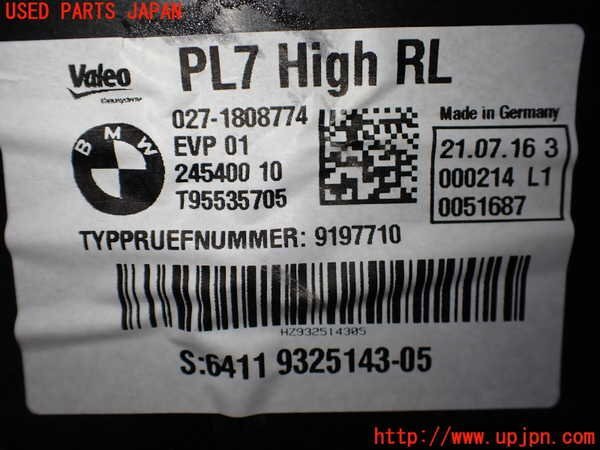 USED PARTS JAPAN
Valeo
PL7 High RL
BMW
027-1808774
EVP 01
245400 10
T95535705
Made in Germany
21.07.16 3
000214 L1
0051687
TYPPRUEFNUMMER: 9197710
HZ932514305
S:6411 9325143-05
http://www.upjpn.com/